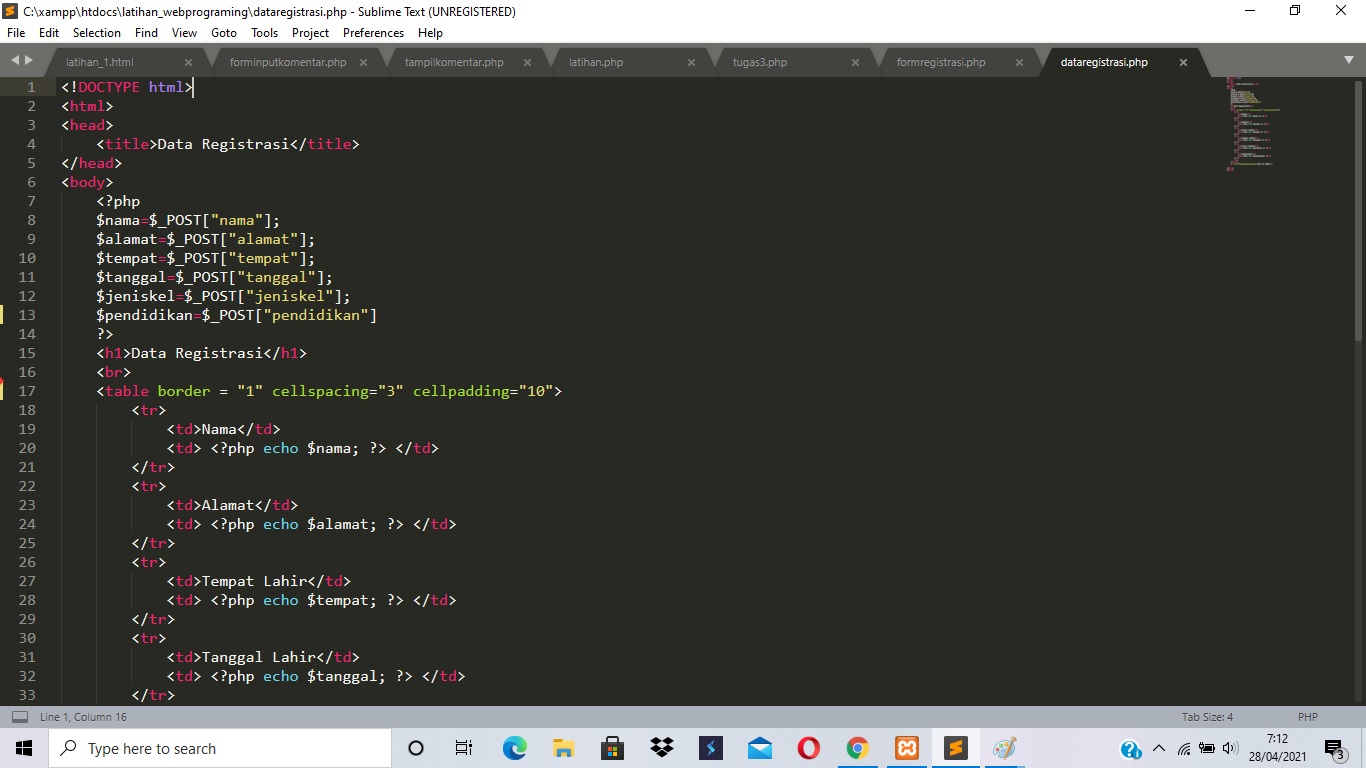 C:\xampp\htdocs\latihan_webprograming\dataregistrasi.php - Sublime Text (UNREGISTERED)
File Edit Selection Find View Goto Tools Project Preferences Help
latihan_1.html forminputkomentar.php tampilkomentar.php latihan.php tugas3.php formregistrasi.php dataregistrasi.php
1 <!DOCTYPE html>
2 <html>
3 <head>
4 <title>Data Registrasi</title>
5 </head>
6 <body>
7 <?php
8 $nama=$_POST["nama"];
9 $alamat=$_POST["alamat"];
10 $tempat=$_POST["tempat"];
11 $tanggal=$_POST["tanggal"];
12 $jeniskel=$_POST["jeniskel"];
13 $pendidikan=$_POST["pendidikan"]
14 ?>
15 <h1>Data Registrasi</h1>
16 <br>
17 <table border = "1" cellspacing="3" cellpadding="10">
18 <tr>
19 <td>Nama</td>
20 <td> <?php echo $nama; ?> </td>
21 </tr>
22 <tr>
23 <td>Alamat</td>
24 <td> <?php echo $alamat; ?> </td>
25 </tr>
26 <tr>
27 <td>Tempat Lahir</td>
28 <td> <?php echo $tempat; ?> </td>
29 </tr>
30 <tr>
31 <td>Tanggal Lahir</td>
32 <td> <?php echo $tanggal; ?> </td>
33 </tr>
Line 1, Column 16 Tab Size: 4 PHP
Type here to search
7:12
28/04/2021
3